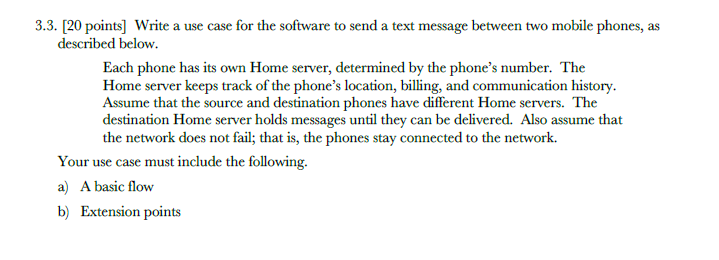 3.3. [20 points] Write a use case for the software to send a text message between two mobile phones, as
described below.
Each phone has its own Home server, determined by the phone's number. The
Home server keeps track of the phone's location, billing, and communication history.
Assume that the source and destination phones have different Home servers. The
destination Home server holds messages until they can be delivered. Also assume that
the network does not fail; that is, the phones stay connected to the network.
Your use case must include the following.
a) A basic flow
b) Extension points